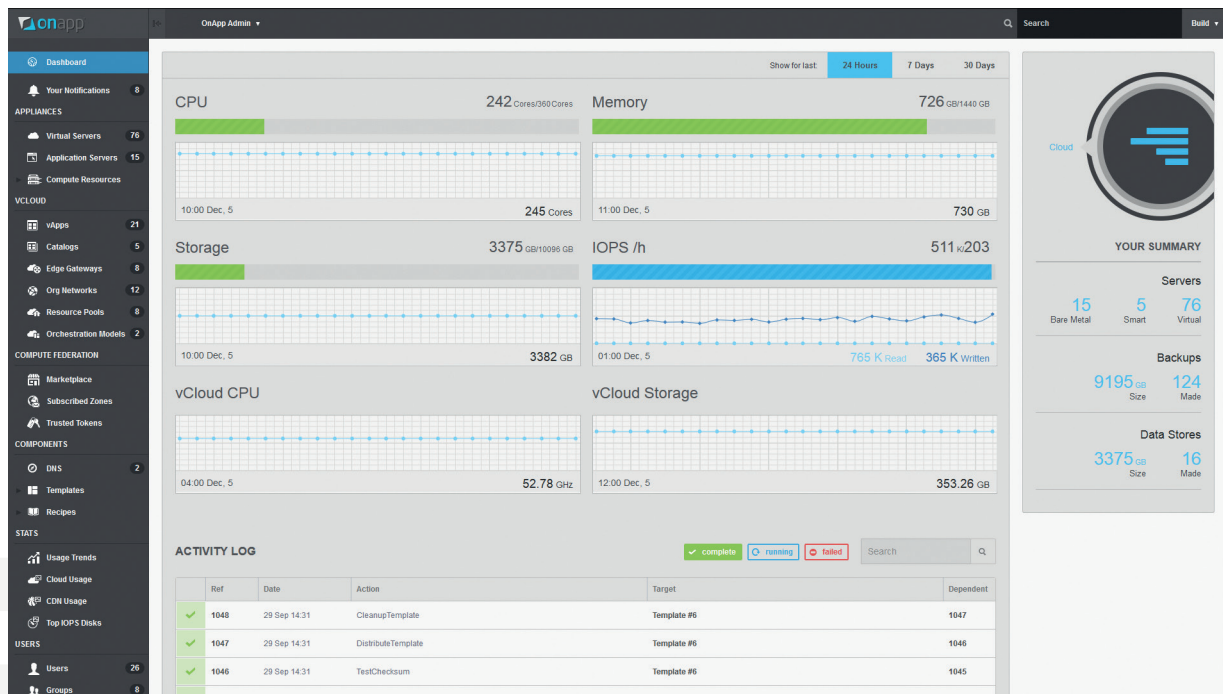 onapp
OnApp Admin
Search
Build
Dashboard
Your Notifications 8
APPLIANCES
Virtual Servers 76
Application Servers 15
Compute Resources
VCLOUD
vApps 21
Catalogs 5
Edge Gateways 8
Org Networks 12
Resource Pools 8
Orchestration Models 2
COMPUTE FEDERATION
Marketplace
Subscribed Zones
Trusted Tokens
COMPONENTS
DNS 2
Templates
Recipes
STATS
Usage Trends
Cloud Usage
CDN Usage
Top IOPS Disks
USERS
Users 26
Groups 8
Show for last: 24 Hours 7 Days 30 Days
CPU 242 Cores/360 Cores
10:00 Dec, 5 245 Cores
Memory 726 GB/1440 GB
11:00 Dec, 5 730 GB
Storage 3375 GB/10096 GB
10:00 Dec, 5 3382 GB
IOPS /h 511 K/203
01:00 Dec, 5 765 K Read 365 K Written
vCloud CPU
04:00 Dec, 5 52.78 GHz
vCloud Storage
12:00 Dec, 5 353.26 GB
ACTIVITY LOG complete running failed Search
Ref Date Action Target Dependent
1048 29 Sep 14:31 CleanupTemplate Template #6 1047
1047 29 Sep 14:31 DistributeTemplate Template #6 1046
1046 29 Sep 14:31 TestChecksum Template #6 1045
Cloud
YOUR SUMMARY
Servers
15 5 76
Bare Metal Smart Virtual
Backups
9195 GB 124
Size Made
Data Stores
3375 GB 16
Size Made